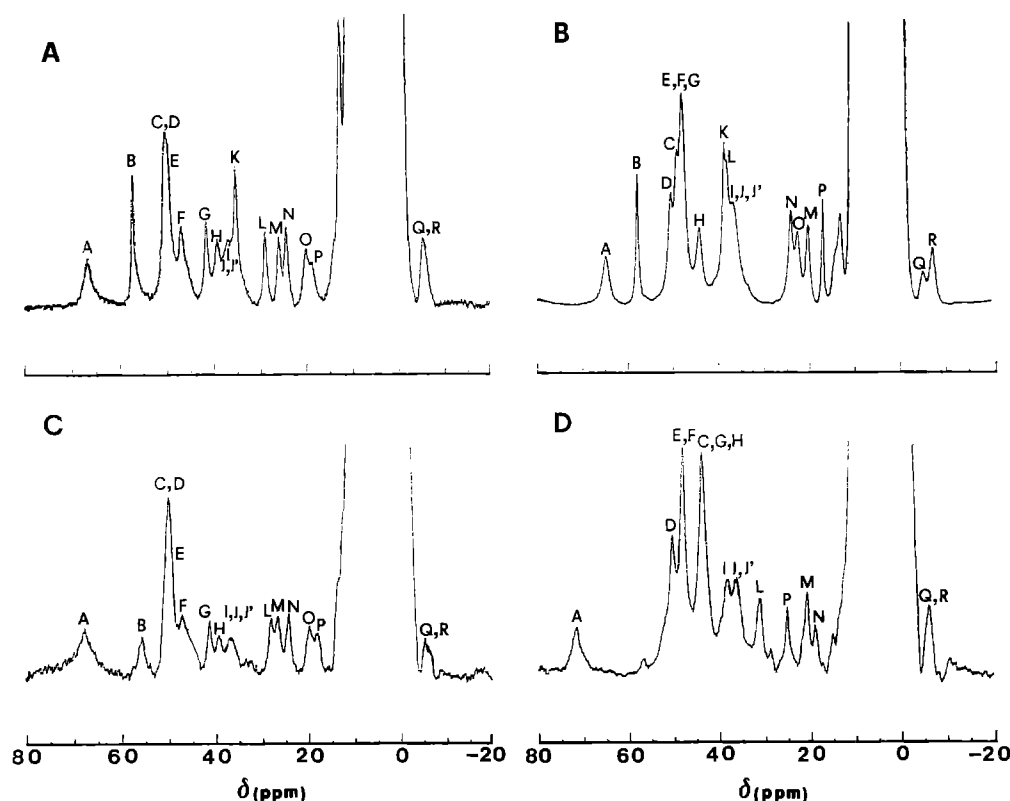 A
A
B
C,D
E
F
G
H
I,
J'
K
L
M
N
O
P
Q,R
B
A
B
D
C
E,F,G
H
K
L
I,J,J'
N
O
M
P
Q
R
C
A
B
C,D
E
F
G
H
I,J,J'
L
M
N
O
P
Q,R
80
60
40
20
0
-20
δ(ppm)
D
A
D
E,F
C,G,H
I
J,J'
L
P
M
N
Q,R
80
60
40
20
0
-20
δ(ppm)